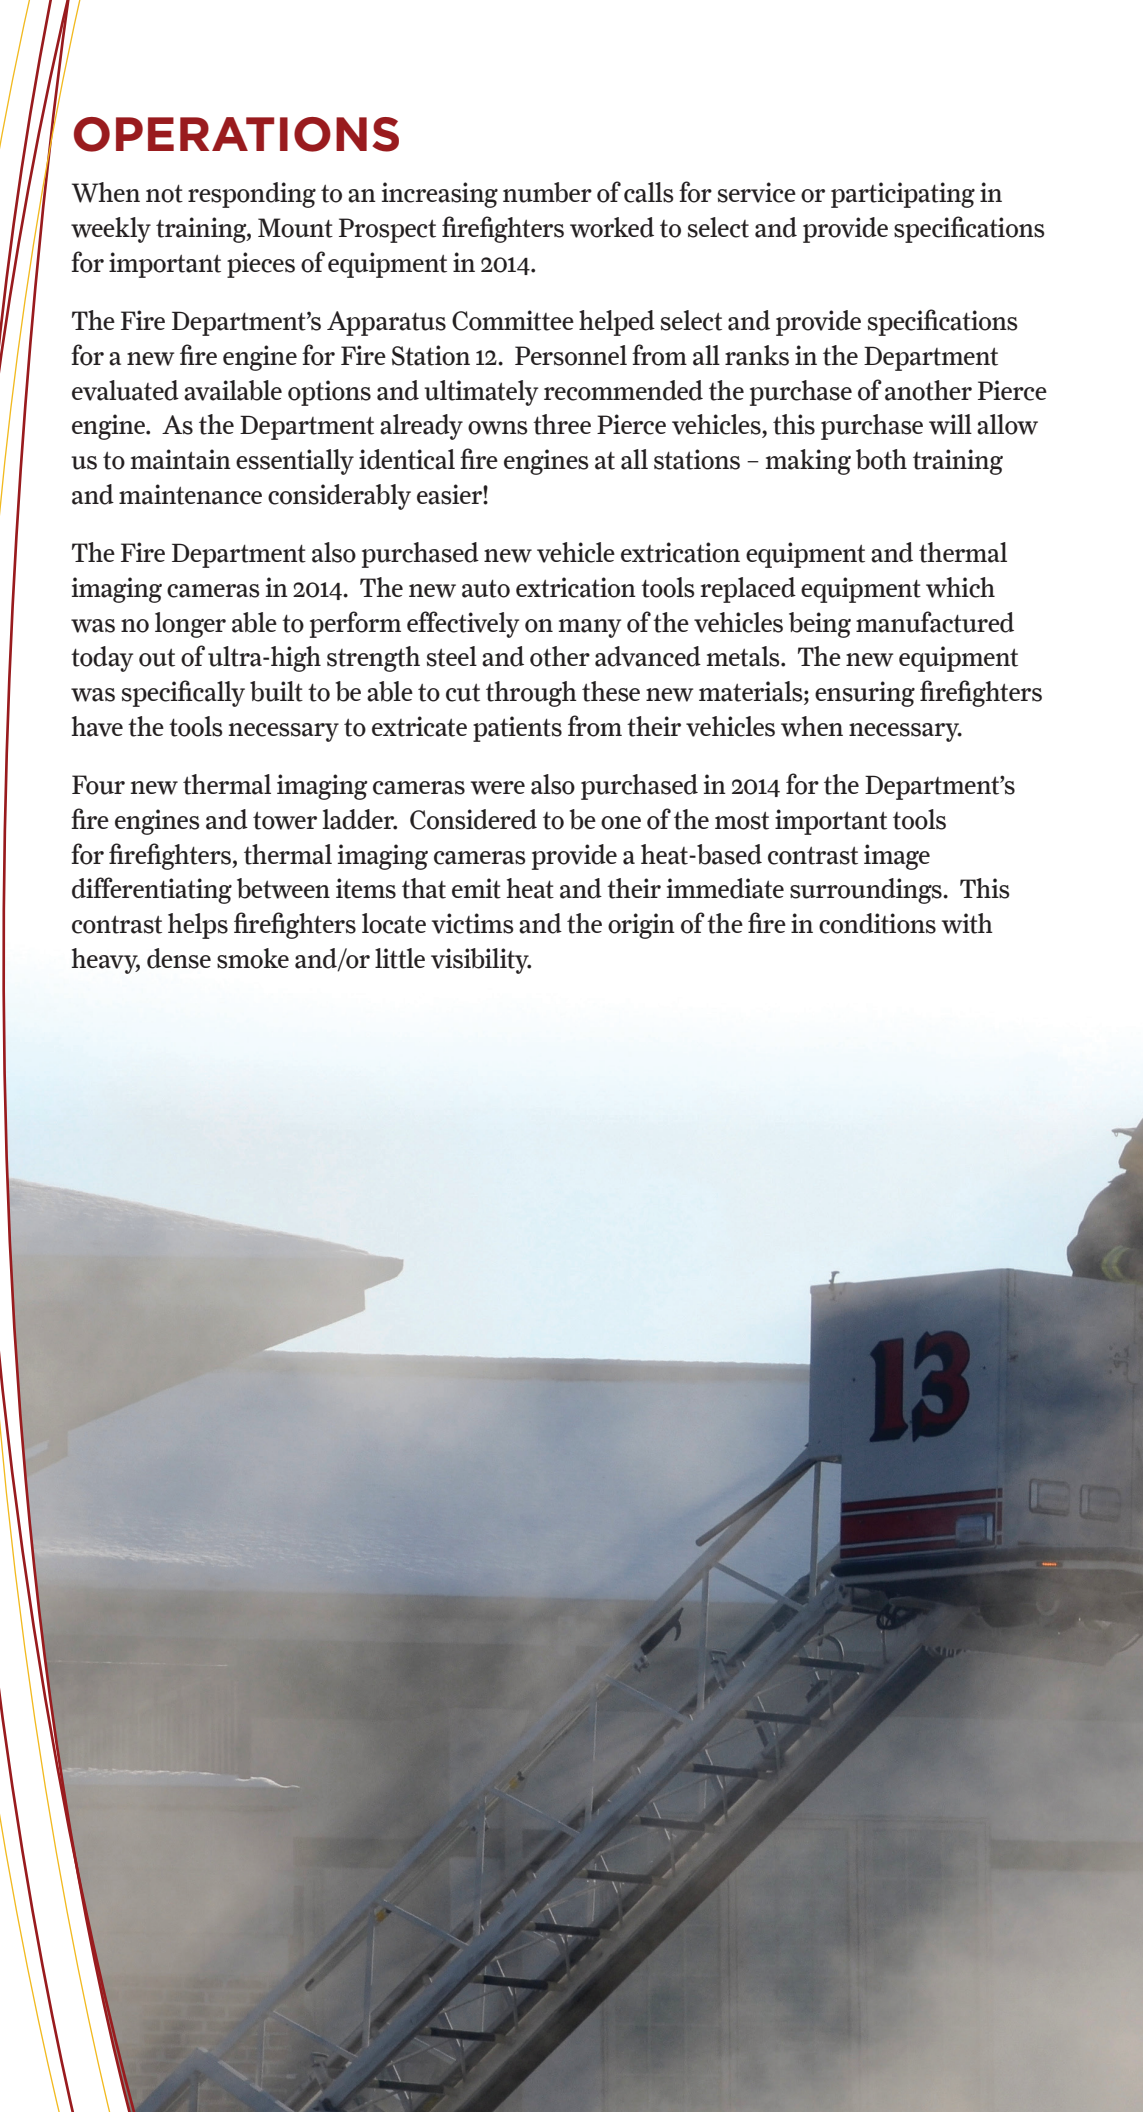 OPERATIONS
When not responding to an increasing number of calls for service or participating in
weekly training, Mount Prospect firefighters worked to select and provide specifications
for important pieces of equipment in 2014.
The Fire Department’s Apparatus Committee helped select and provide specifications
for a new fire engine for Fire Station 12.  Personnel from all ranks in the Department
evaluated available options and ultimately recommended the purchase of another Pierce
engine.  As the Department already owns three Pierce vehicles, this purchase will allow
us to maintain essentially identical fire engines at all stations – making both training
and maintenance considerably easier!
The Fire Department also purchased new vehicle extrication equipment and thermal
imaging cameras in 2014.  The new auto extrication tools replaced equipment which
was no longer able to perform effectively on many of the vehicles being manufactured
today out of ultra-high strength steel and other advanced metals.  The new equipment
was specifically built to be able to cut through these new materials; ensuring firefighters
have the tools necessary to extricate patients from their vehicles when necessary.
Four new thermal imaging cameras were also purchased in 2014 for the Department’s
fire engines and tower ladder.  Considered to be one of the most important tools
for firefighters, thermal imaging cameras provide a heat-based contrast image
differentiating between items that emit heat and their immediate surroundings.  This
contrast helps firefighters locate victims and the origin of the fire in conditions with
heavy, dense smoke and/or little visibility.
13